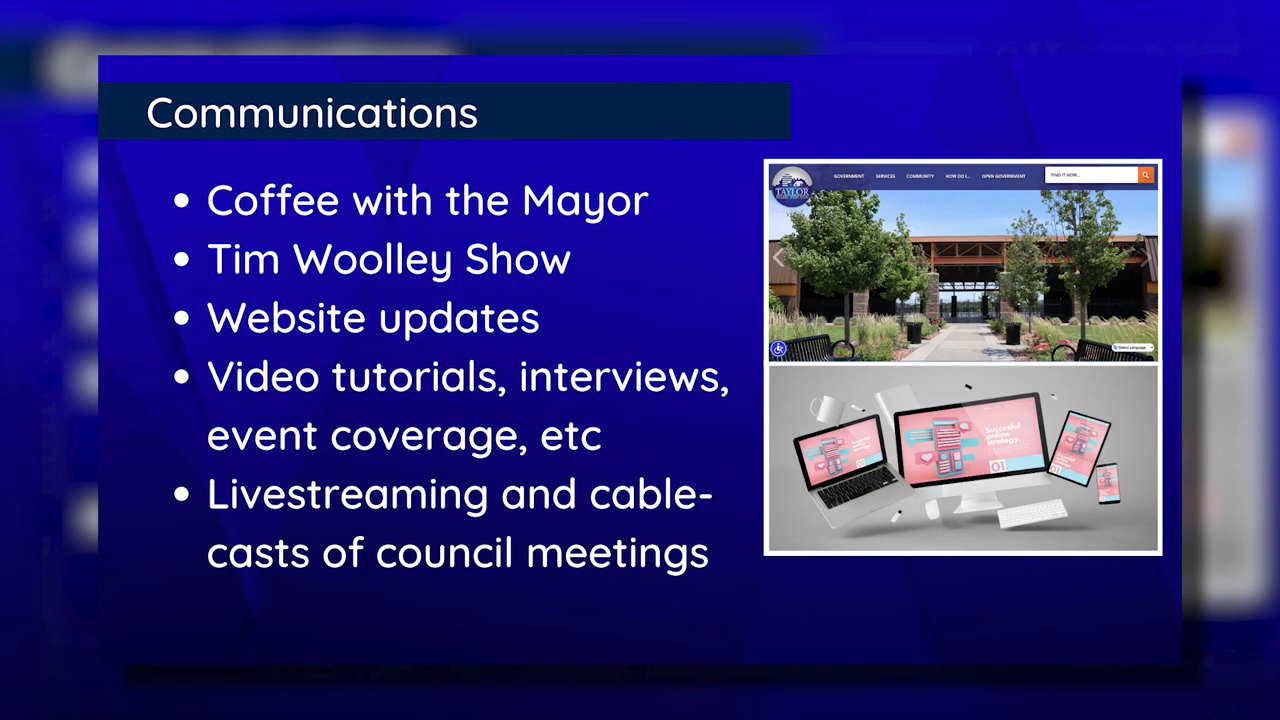 Communications
• Coffee with the Mayor
• Tim Woolley Show
• Website updates
• Video tutorials, interviews,
event coverage, etc
• Livestreaming and cable-
casts of council meetings
GOVERNMENT SERVICES COMMUNITY HOW DO I... OPEN GOVERNMENT
FIND IT NOW...
TAYLOR
Select Language
Succesful
online
strategy.
01